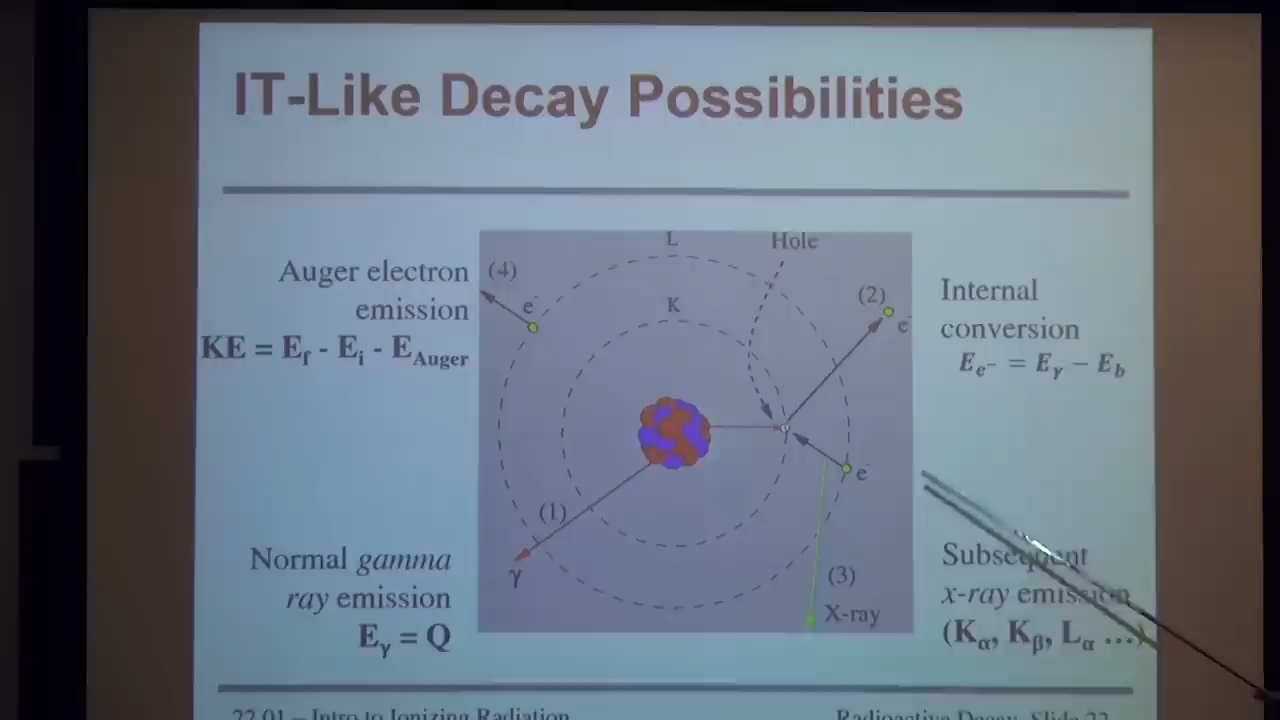 IT-Like Decay Possibilities
Auger electron
emission
KE = E_f - E_i - E_Auger
Normal gamma
ray emission
E_γ = Q
L
K
Hole
(4)
e⁻
(2)
e⁻
e⁻
(1)
γ
(3)
X-ray
Internal
conversion
E_e⁻ = E_γ − E_b
Subsequent
x-ray emission
(K_α, K_β, L_α ...)
22.01 – Intro to Ionizing Radiation
Radioactive Decay, Slide 22